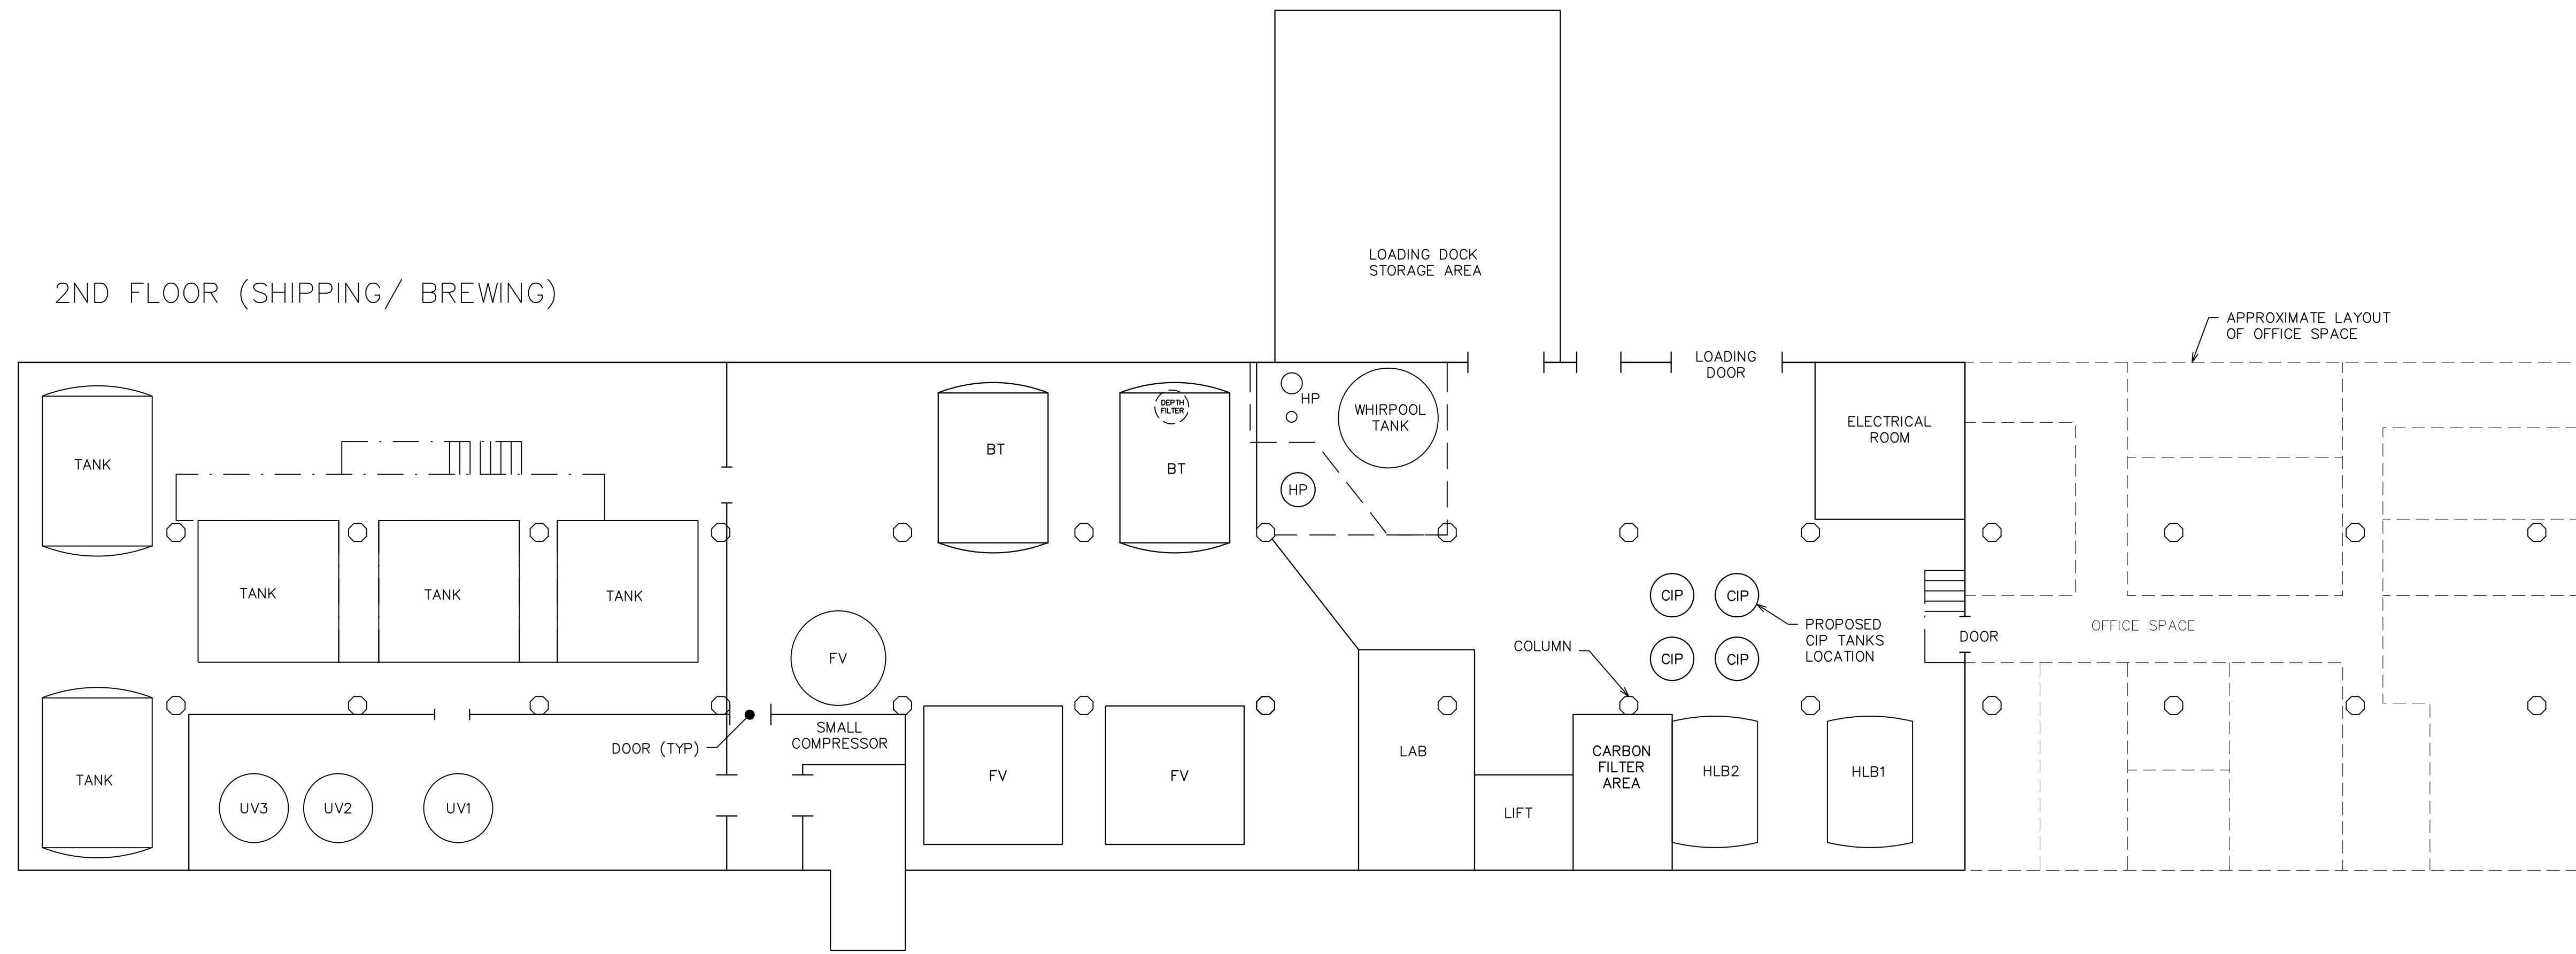 2ND FLOOR (SHIPPING/ BREWING)
LOADING DOCK
STORAGE AREA
APPROXIMATE LAYOUT
OF OFFICE SPACE
LOADING
DOOR
TANK
BT
DEPTH
FILTER
BT
HP
WHIRPOOL
TANK
HP
ELECTRICAL
ROOM
TANK
TANK
TANK
FV
CIP
CIP
CIP
CIP
PROPOSED
CIP TANKS
LOCATION
COLUMN
DOOR
OFFICE SPACE
DOOR (TYP)
SMALL
COMPRESSOR
TANK
UV3
UV2
UV1
FV
FV
LAB
LIFT
CARBON
FILTER
AREA
HLB2
HLB1